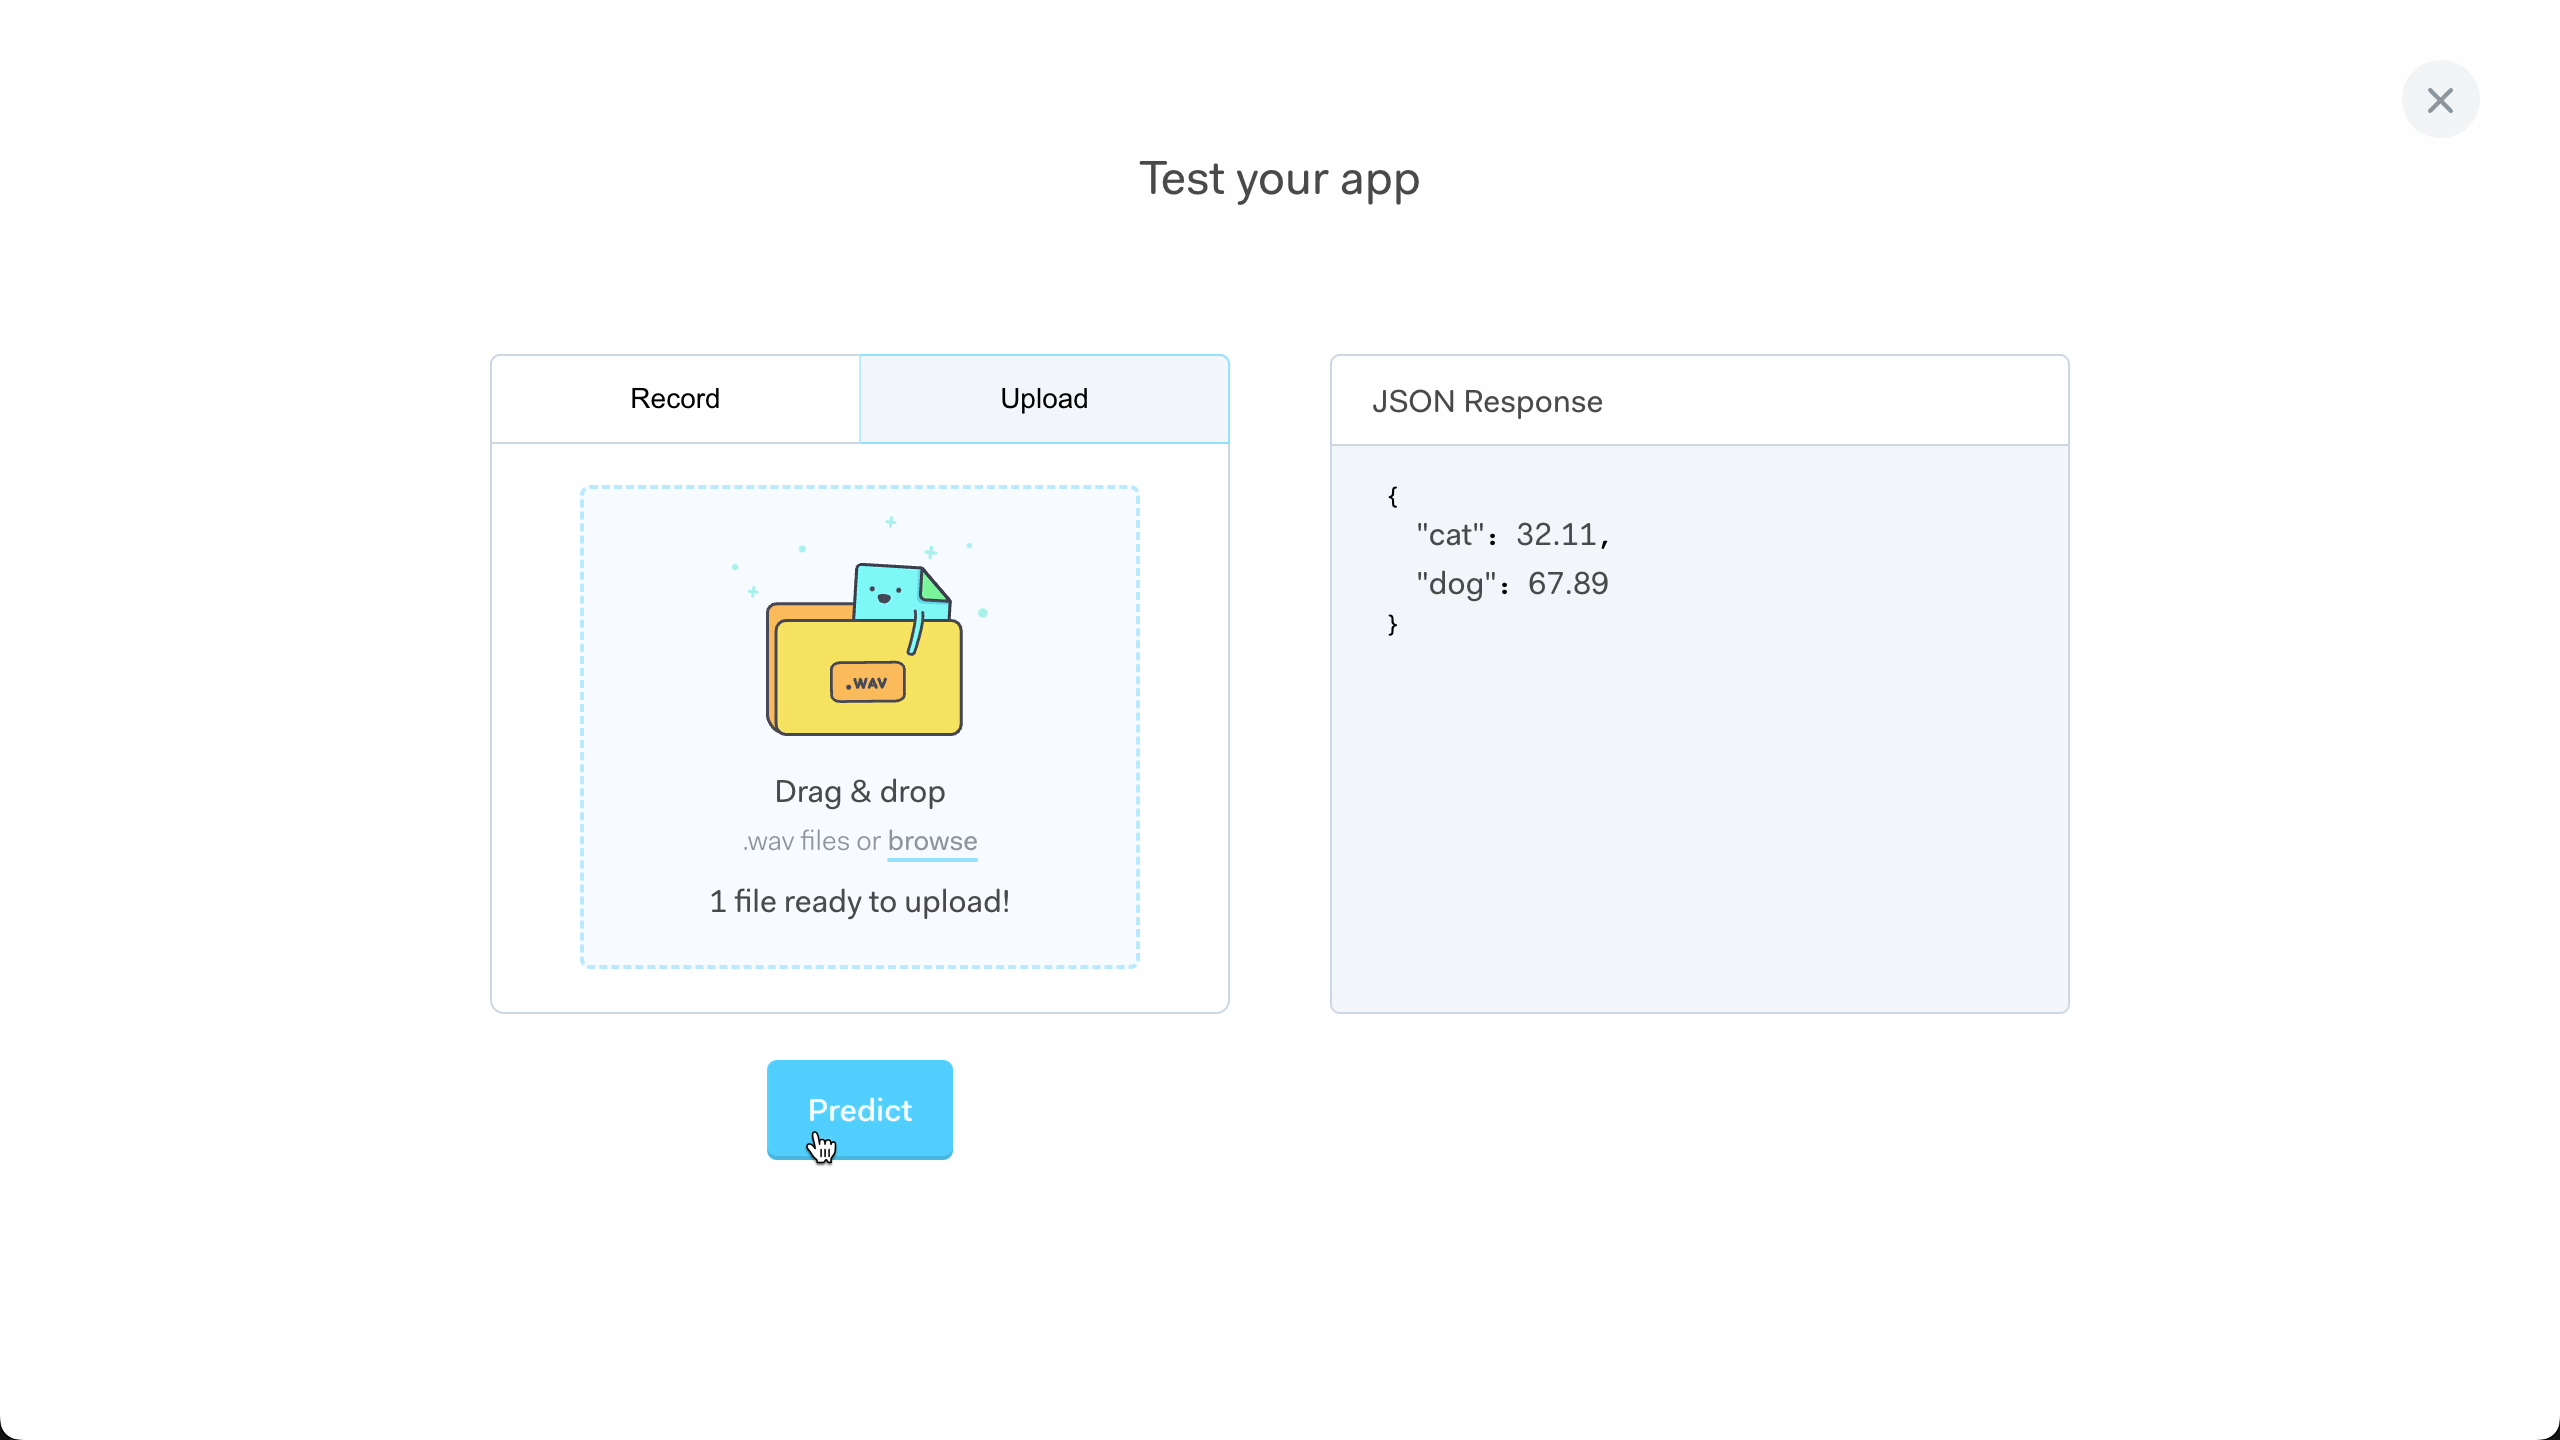 Test your app
Record
Upload
.WAV
Drag & drop
.wav files or browse
1 file ready to upload!
Predict
JSON Response
{
"cat": 32.11,
"dog": 67.89
}